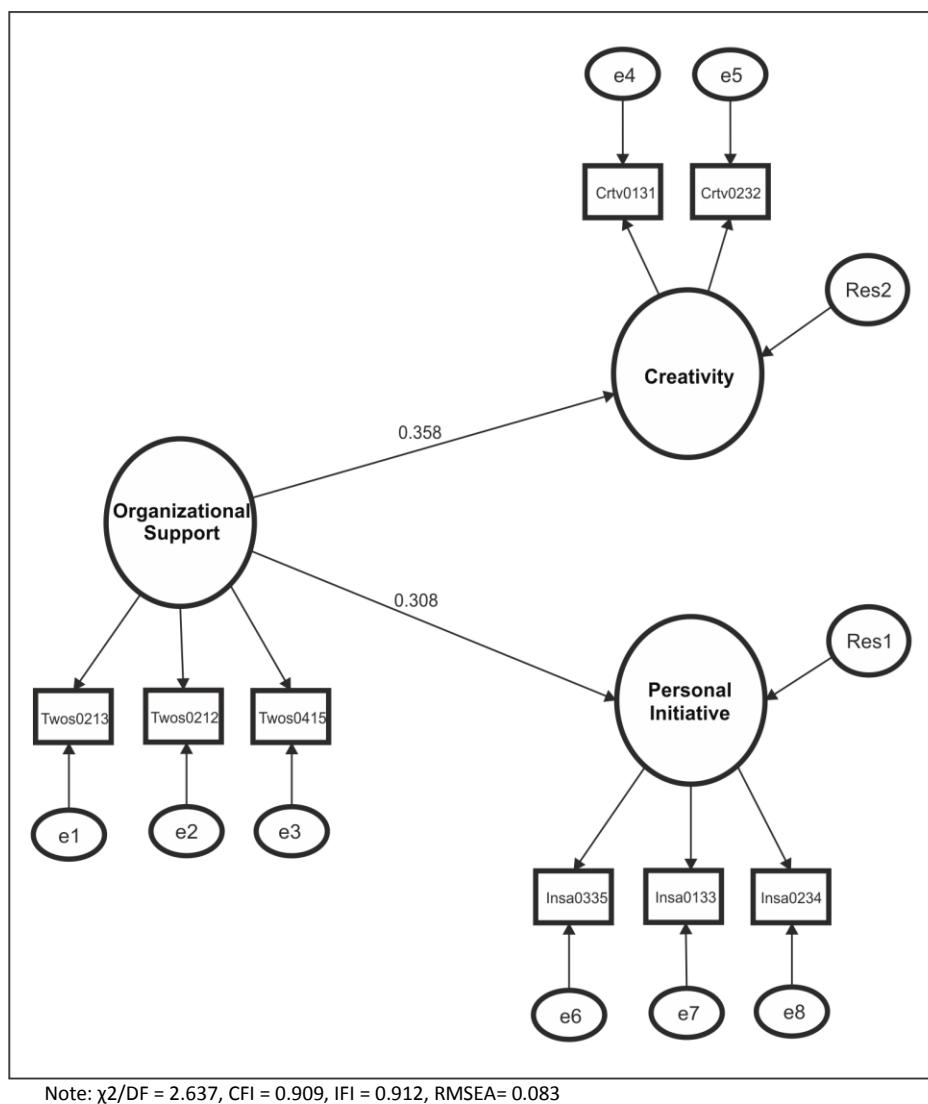 e4
e5
Crtv0131
Crtv0232
Res2
Creativity
0.358
Organizational
Support
0.308
Res1
Personal
Initiative
Twos0213
Twos0212
Twos0415
e1
e2
e3
Insa0335
Insa0133
Insa0234
e6
e7
e8
Note: χ2/DF = 2.637, CFI = 0.909, IFI = 0.912, RMSEA= 0.083